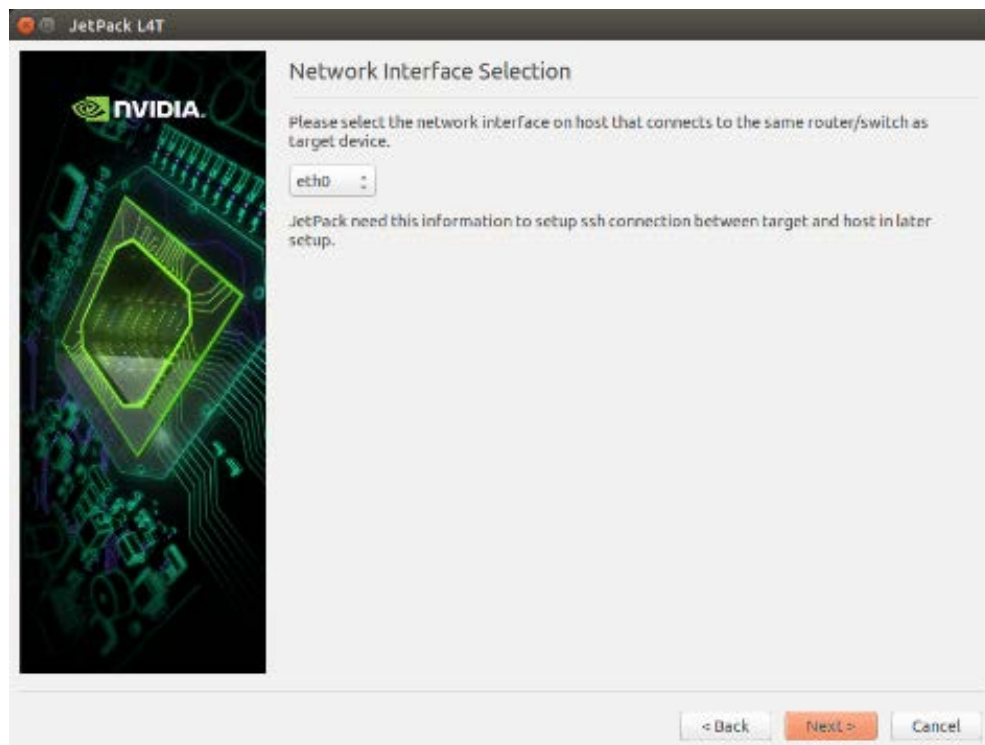 JetPack L4T
NVIDIA.
Network Interface Selection
Please select the network interface on host that connects to the same router/switch as
target device.
eth0
JetPack need this information to setup ssh connection between target and host in later
setup.
< Back
Next >
Cancel